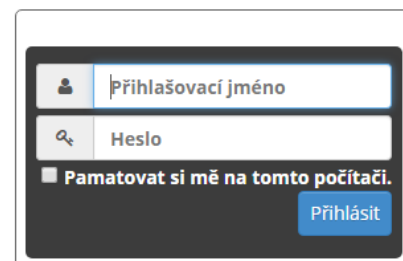 Přihlašovací jméno
Heslo
Pamatovat si mě na tomto počítači.
Přihlásit